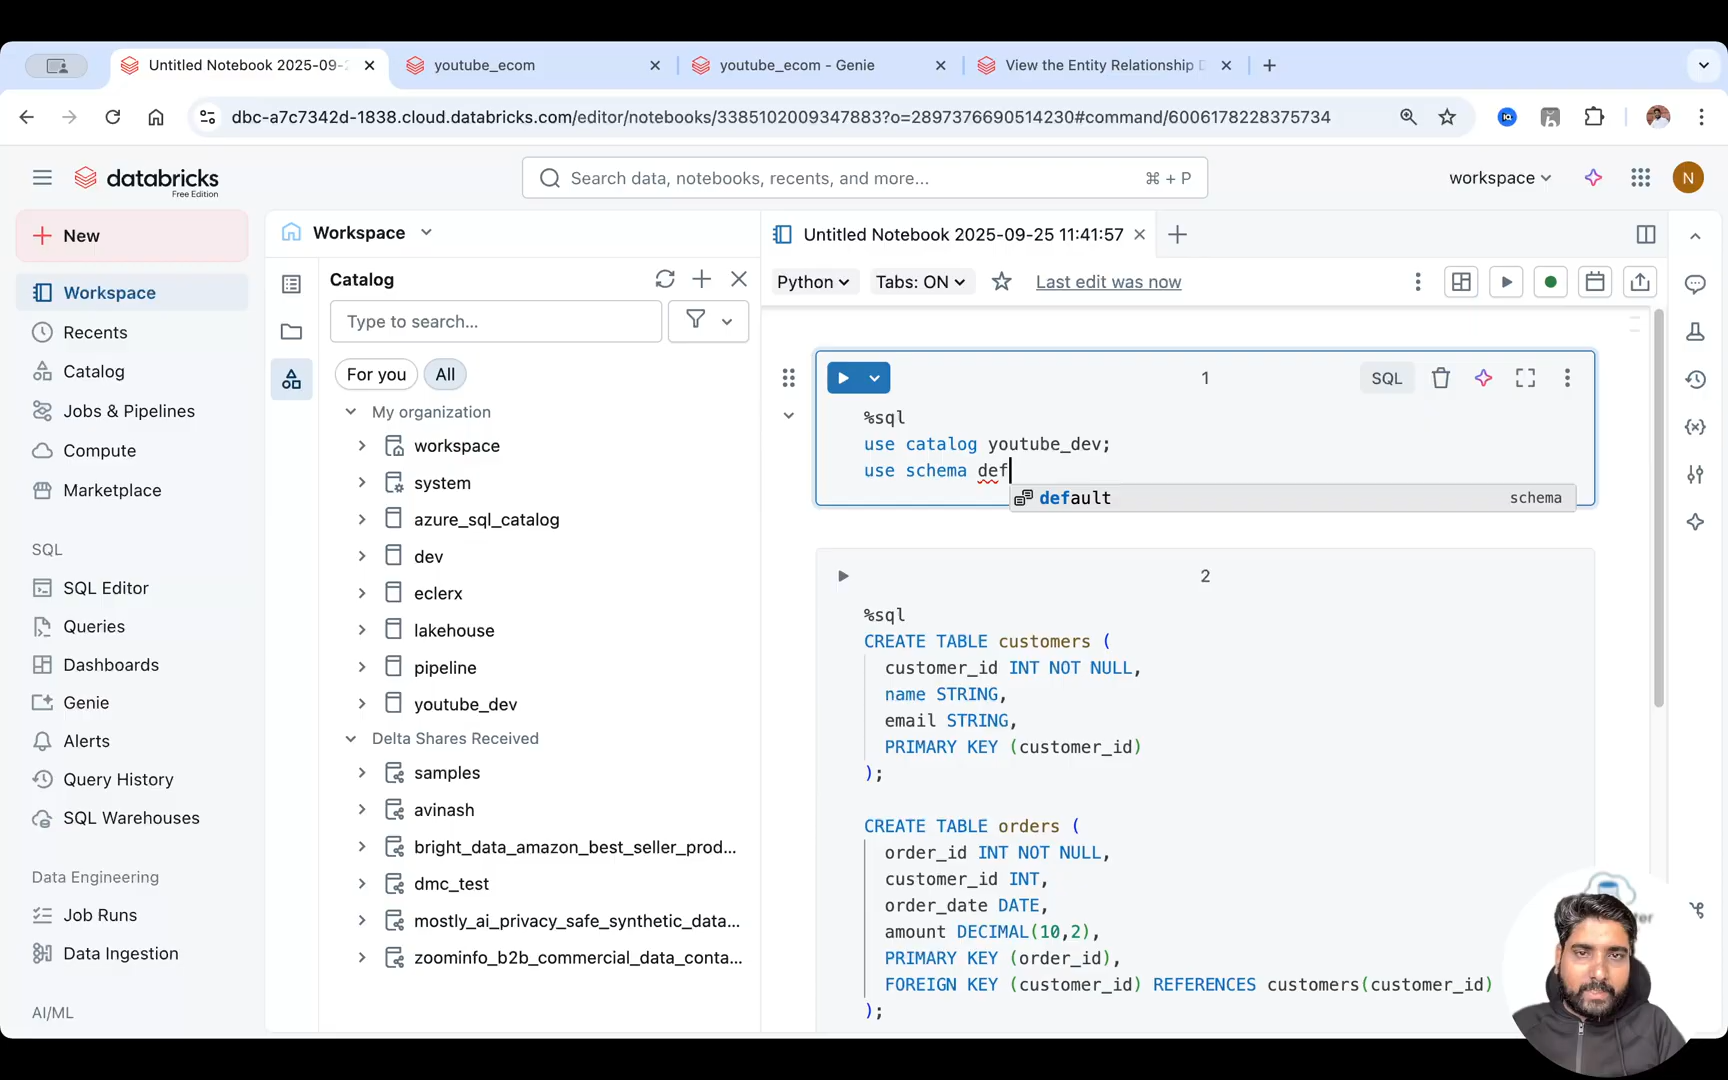 Untitled Notebook 2025-09-2
youtube_ecom
youtube_ecom - Genie
View the Entity Relationship D
dbc-a7c7342d-1838.cloud.databricks.com/editor/notebooks/3385102009347883?o=2897376690514230#command/6006178228375734
databricks
Free Edition
Search data, notebooks, recents, and more...
⌘ + P
workspace
N
New
Workspace
Recents
Catalog
Jobs & Pipelines
Compute
Marketplace
SQL
SQL Editor
Queries
Dashboards
Genie
Alerts
Query History
SQL Warehouses
Data Engineering
Job Runs
Data Ingestion
AI/ML
Workspace
Catalog
Type to search...
For you
All
My organization
workspace
system
azure_sql_catalog
dev
eclerx
lakehouse
pipeline
youtube_dev
Delta Shares Received
samples
avinash
bright_data_amazon_best_seller_prod...
dmc_test
mostly_ai_privacy_safe_synthetic_data...
zoominfo_b2b_commercial_data_conta...
Untitled Notebook 2025-09-25 11:41:57
Python
Tabs: ON
Last edit was now
1
SQL
%sql
use catalog youtube_dev;
use schema def
default
schema
2
%sql
CREATE TABLE customers (
customer_id INT NOT NULL,
name STRING,
email STRING,
PRIMARY KEY (customer_id)
);
CREATE TABLE orders (
order_id INT NOT NULL,
customer_id INT,
order_date DATE,
amount DECIMAL(10,2),
PRIMARY KEY (order_id),
FOREIGN KEY (customer_id) REFERENCES customers(customer_id)
);